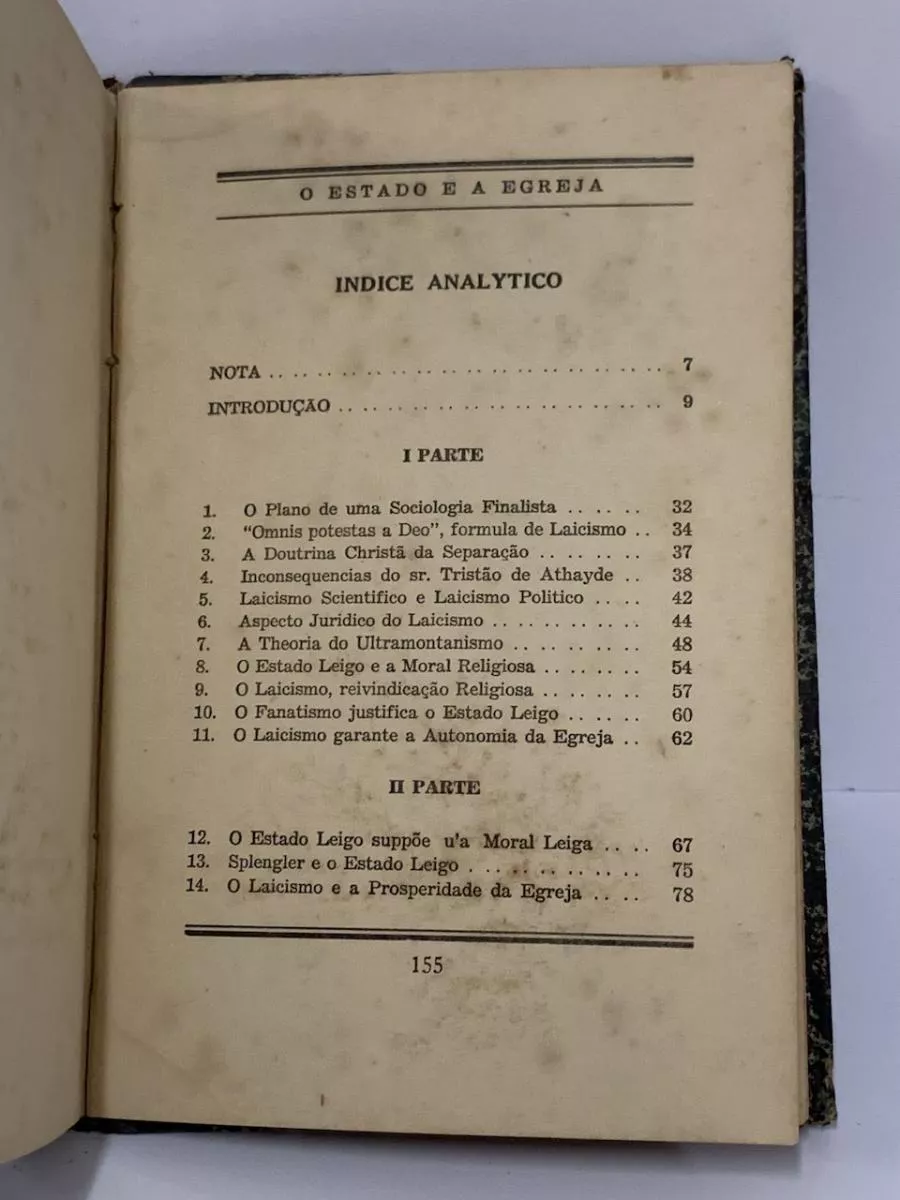 O ESTADO E A EGREJA
INDICE ANALYTICO
NOTA .................................... 7
INTRODUÇÃO ........................... 9
I PARTE
1. O Plano de uma Sociologia Finalista ...... 32
2. "Omnis potestas a Deo", formula de Laicismo .. 34
3. A Doutrina Christã da Separação ........ 37
4. Inconsequencias do sr. Tristão de Athayde .. 38
5. Laicismo Scientifico e Laicismo Politico .... 42
6. Aspecto Juridico do Laicismo ............ 44
7. A Theoria do Ultramontanismo .......... 48
8. O Estado Leigo e a Moral Religiosa ........ 54
9. O Laicismo, reivindicação Religiosa ........ 57
10. O Fanatismo justifica o Estado Leigo ...... 60
11. O Laicismo garante a Autonomia da Egreja .. 62
II PARTE
12. O Estado Leigo suppõe u'a Moral Leiga .... 67
13. Splengler e o Estado Leigo ............ 75
14. O Laicismo e a Prosperidade da Egreja .... 78
155